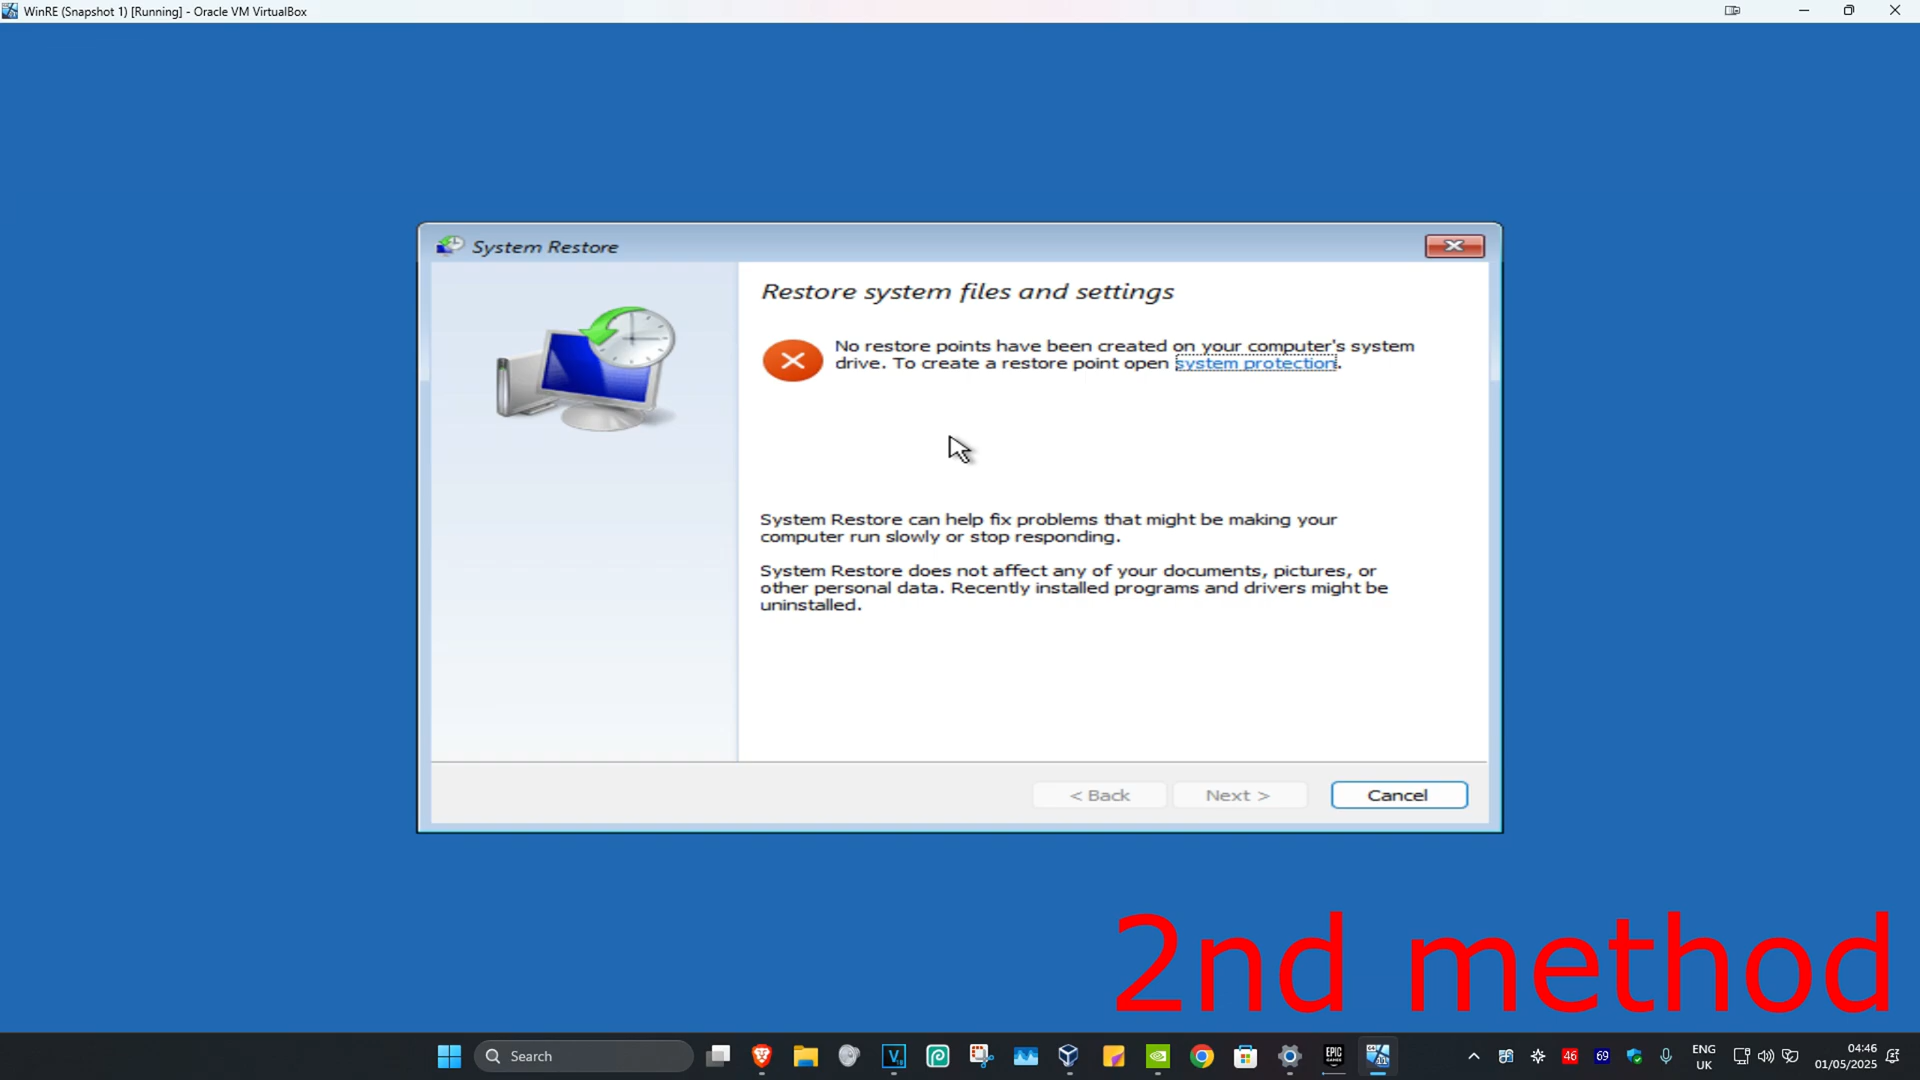 WinRE (Snapshot 1) [Running] - Oracle VM VirtualBox
System Restore
Restore system files and settings
No restore points have been created on your computer's system
drive. To create a restore point open system protection.
System Restore can help fix problems that might be making your
computer run slowly or stop responding.
System Restore does not affect any of your documents, pictures, or
other personal data. Recently installed programs and drivers might be
uninstalled.
< Back
Next >
Cancel
2nd method
Search
EPIC
46
69
ENG
UK
04:46
01/05/2025